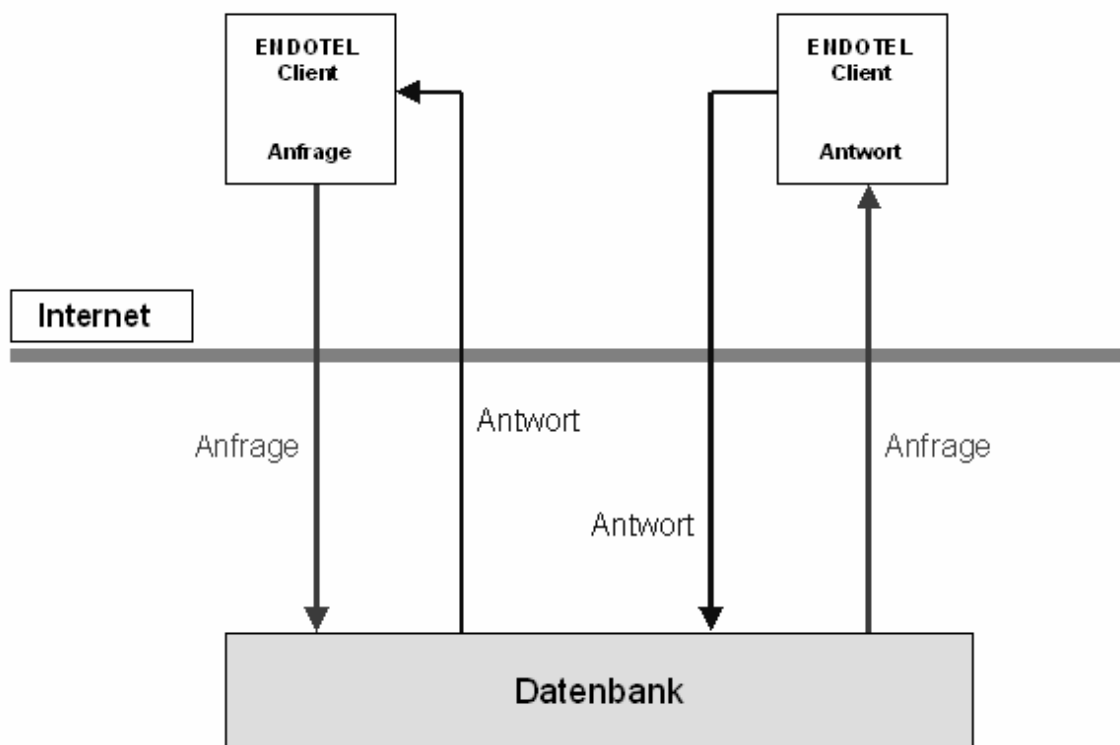 ENDOTEL
Client
Anfrage
ENDOTEL
Client
Antwort
Internet
Anfrage
Antwort
Antwort
Anfrage
Datenbank